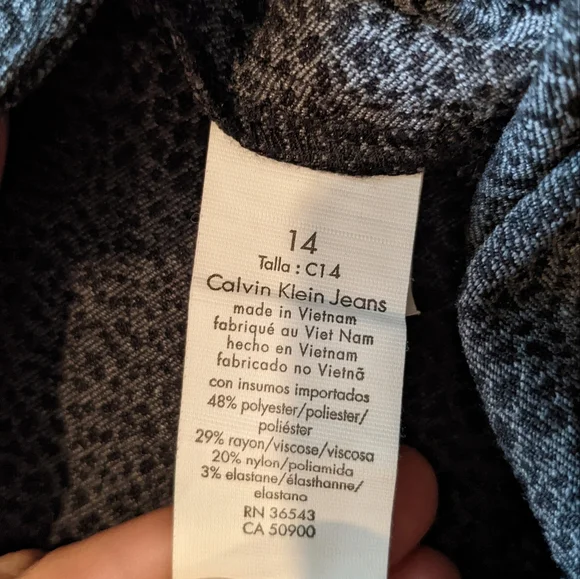 14
Talla : C14
Calvin Klein Jeans
made in Vietnam
fabriqué au Viet Nam
hecho en Vietnam
fabricado no Vietnã
con insumos importados
48% polyester/poliester/
poliéster
29% rayon/viscose/viscosa
20% nylon/poliamida
3% elastane/élasthanne/
elastano
RN 36543
CA 50900